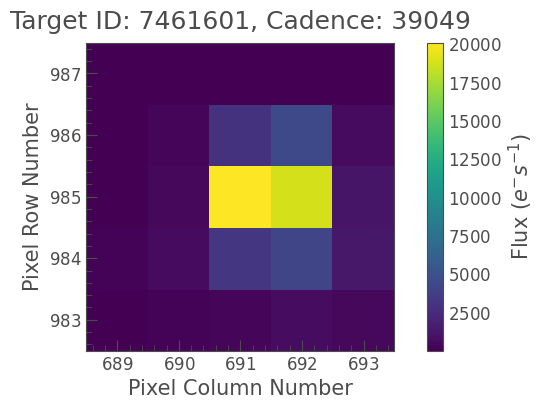 Target ID: 7461601, Cadence: 39049
987
986
985
984
983
689 690 691 692 693
Pixel Row Number
Pixel Column Number
20000
17500
15000
12500
10000
7500
5000
2500
Flux (e⁻s⁻¹)